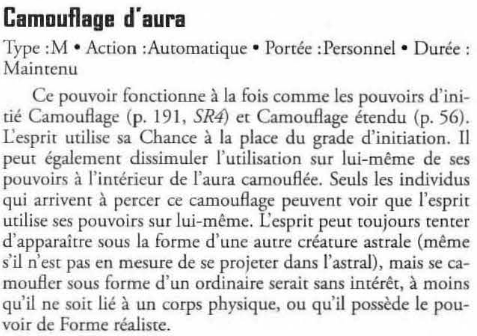 Camouflage d'aura
Type :M • Action :Automatique • Portée :Personnel • Durée :
Maintenu
Ce pouvoir fonctionne à la fois comme les pouvoirs d'ini-
tié Camouflage (p. 191, SR4) et Camouflage étendu (p. 56).
L'esprit utilise sa Chance à la place du grade d'initiation. Il
peut également dissimuler l'utilisation sur lui-même de ses
pouvoirs à l'intérieur de l'aura camouflée. Seuls les individus
qui arrivent à percer ce camouflage peuvent voir que l'esprit
utilise ses pouvoirs sur lui-même. L'esprit peut toujours tenter
d'apparaître sous la forme d'une autre créature astrale (même
s'il n'est pas en mesure de se projeter dans l'astral), mais se ca-
moufler sous forme d'un ordinaire serait sans intérêt, à moins
qu'il ne soit lié à un corps physique, ou qu'il possède le pou-
voir de Forme réaliste.